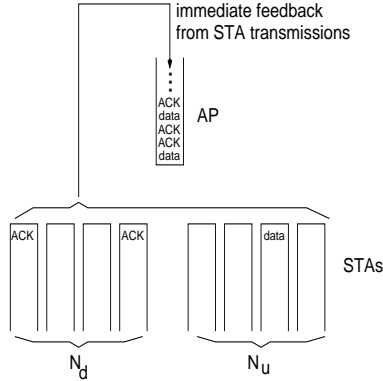 immediate feedback
from STA transmissions
ACK
data
ACK
ACK
data
AP
ACK
ACK
data
STAs
N_d
N_u